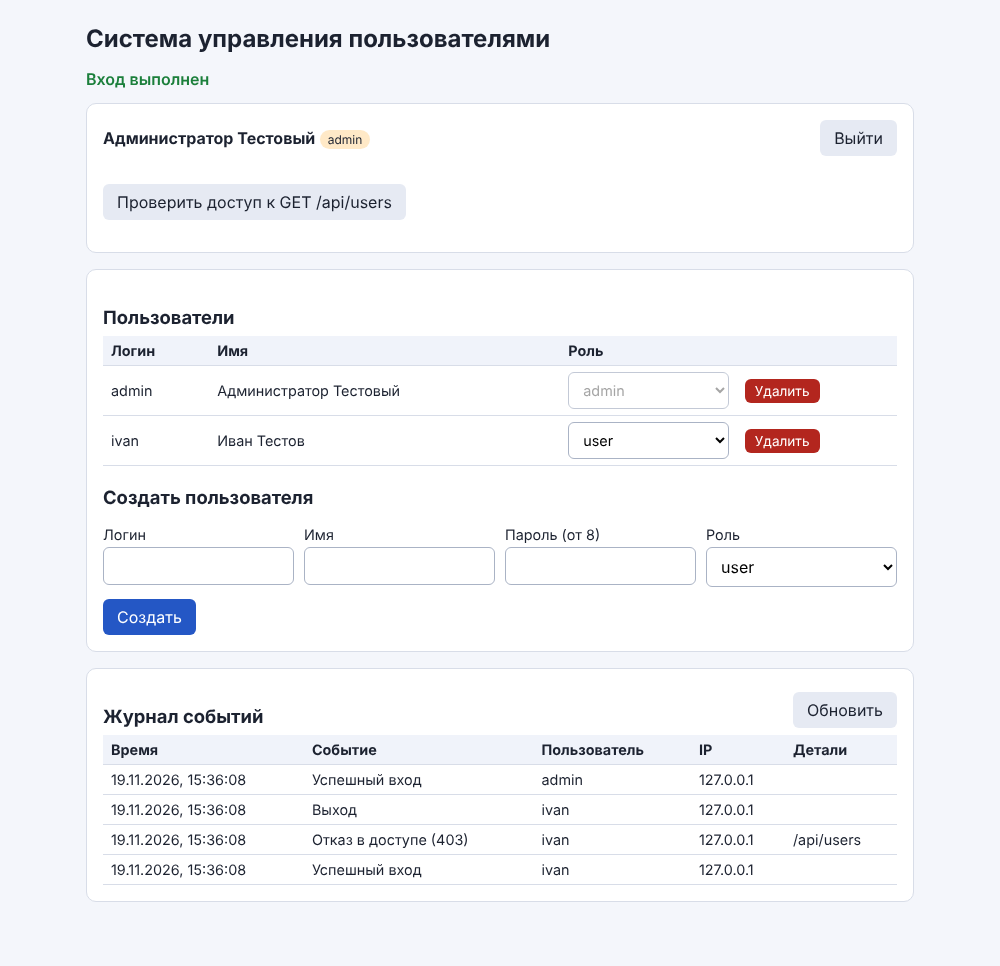 Система управления пользователями
Вход выполнен
Администратор Тестовый admin Выйти
Проверить доступ к GET /api/users
Пользователи
Логин Имя Роль
admin Администратор Тестовый admin Удалить
ivan Иван Тестов user Удалить
Создать пользователя
Логин Имя Пароль (от 8) Роль
user
Создать
Журнал событий Обновить
Время Событие Пользователь IP Детали
19.11.2026, 15:36:08 Успешный вход admin 127.0.0.1
19.11.2026, 15:36:08 Выход ivan 127.0.0.1
19.11.2026, 15:36:08 Отказ в доступе (403) ivan 127.0.0.1 /api/users
19.11.2026, 15:36:08 Успешный вход ivan 127.0.0.1